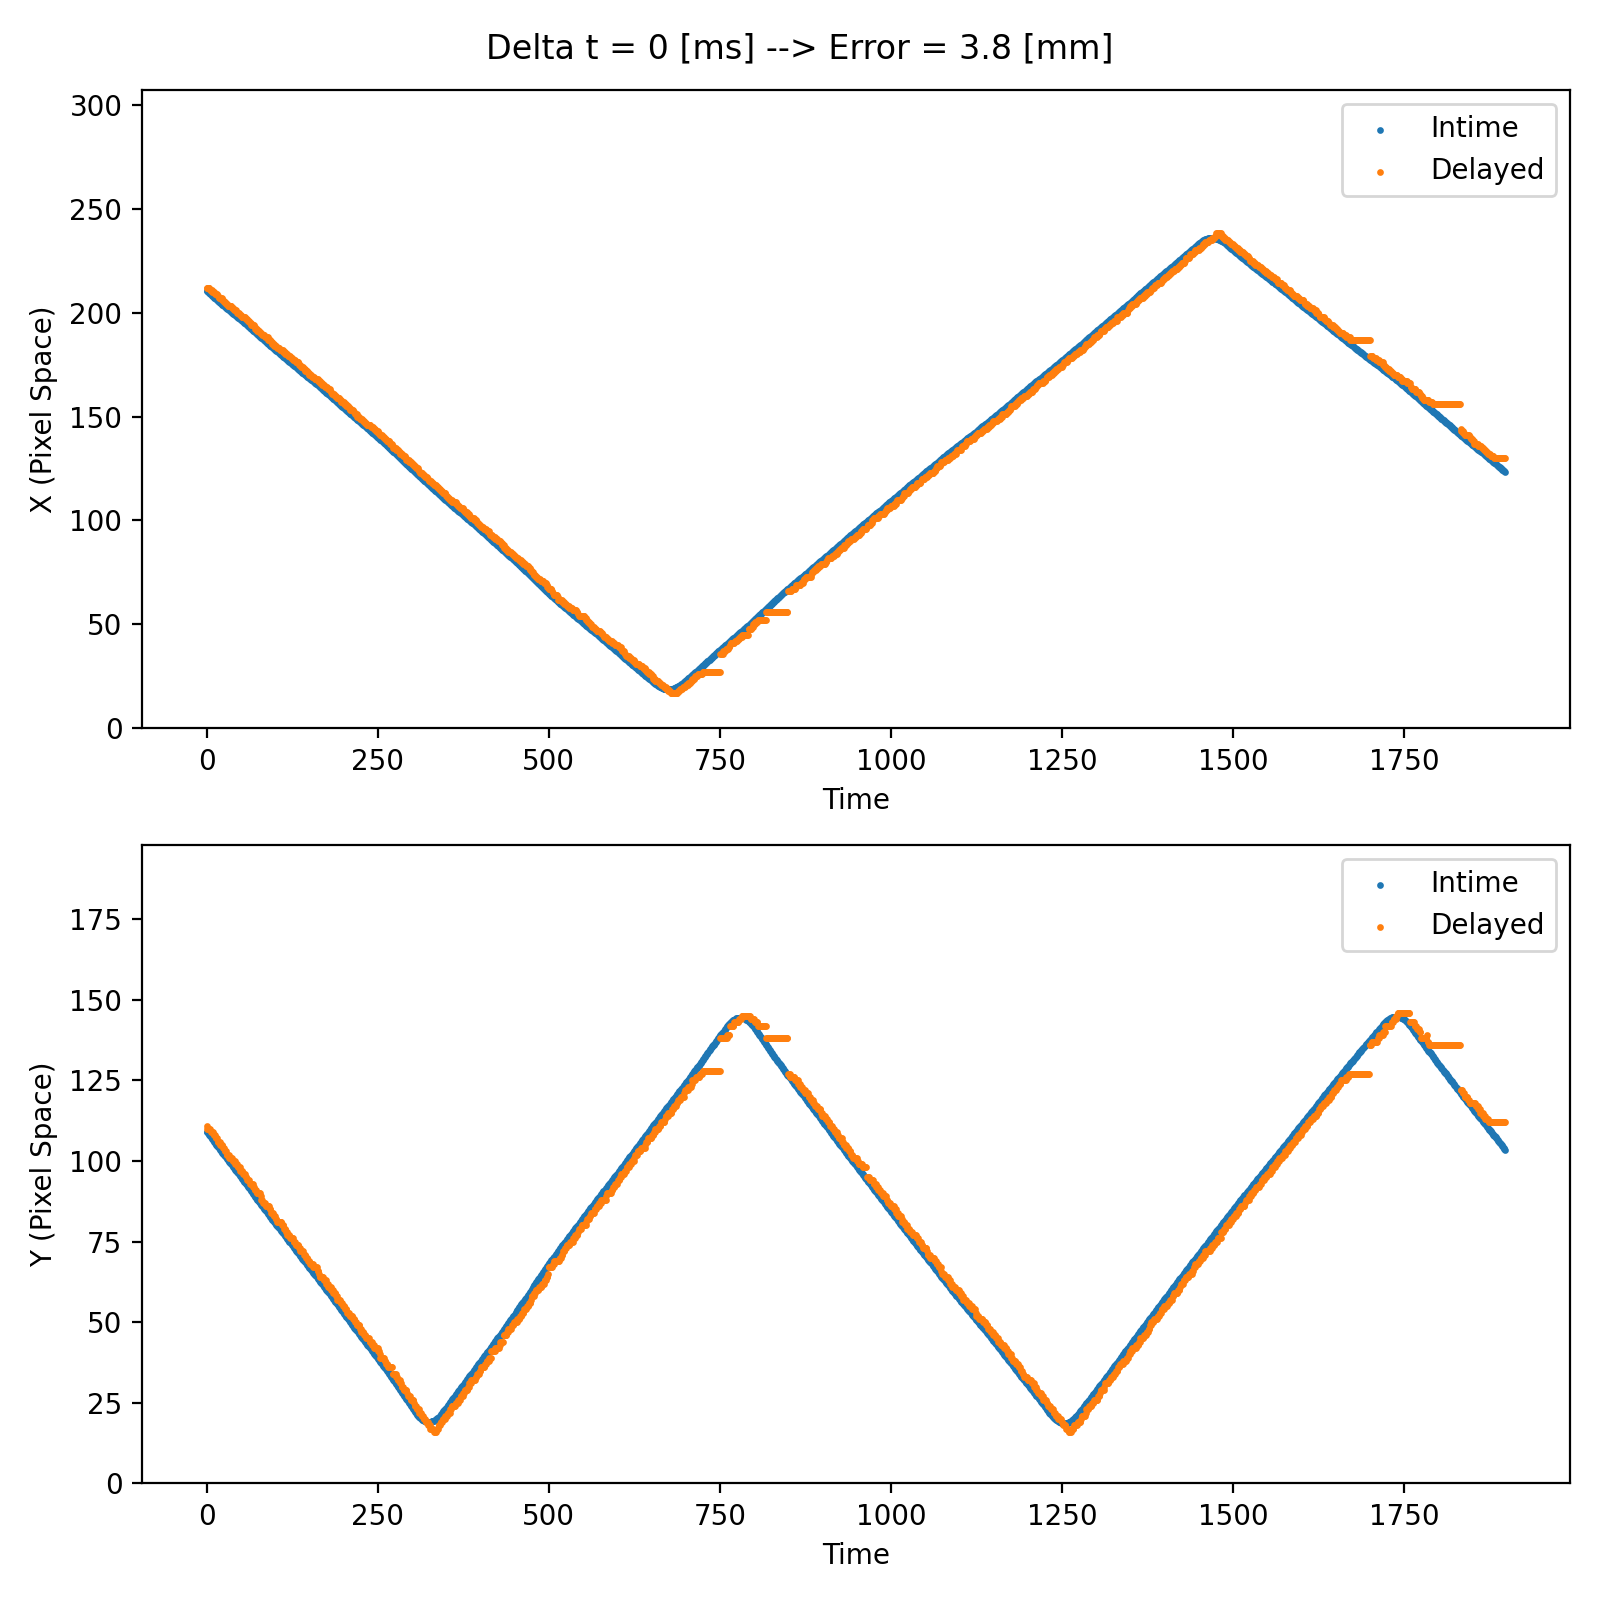 Delta t = 0 [ms] --> Error = 3.8 [mm]
300
250
200
150
100
50
0
X (Pixel Space)
Intime
Delayed
0 250 500 750 1000 1250 1500 1750
Time
175
150
125
100
75
50
25
0
Y (Pixel Space)
Intime
Delayed
0 250 500 750 1000 1250 1500 1750
Time